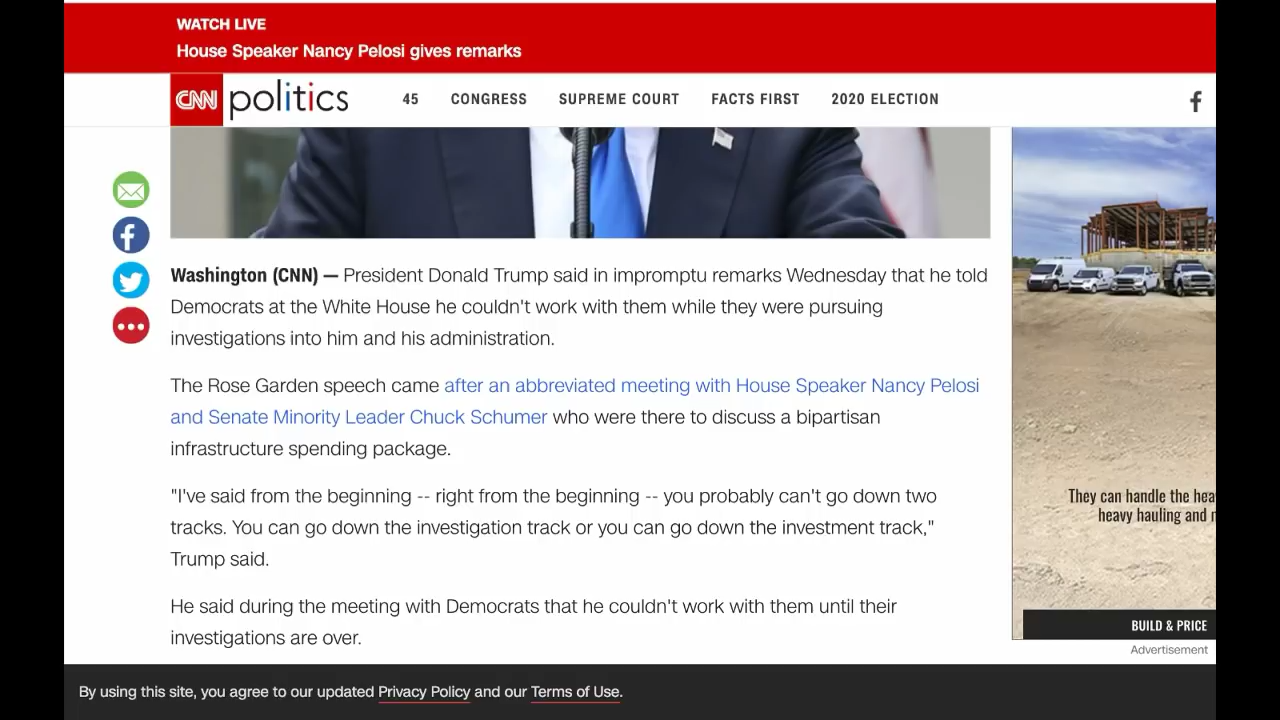 WATCH LIVE
House Speaker Nancy Pelosi gives remarks
CNN politics 45 CONGRESS SUPREME COURT FACTS FIRST 2020 ELECTION
Washington (CNN) — President Donald Trump said in impromptu remarks Wednesday that he told
Democrats at the White House he couldn't work with them while they were pursuing
investigations into him and his administration.
The Rose Garden speech came after an abbreviated meeting with House Speaker Nancy Pelosi
and Senate Minority Leader Chuck Schumer who were there to discuss a bipartisan
infrastructure spending package.
"I've said from the beginning -- right from the beginning -- you probably can't go down two
tracks. You can go down the investigation track or you can go down the investment track,"
Trump said.
He said during the meeting with Democrats that he couldn't work with them until their
investigations are over.
They can handle the
heavy hauling and
BUILD & PRICE
Advertisement
By using this site, you agree to our updated Privacy Policy and our Terms of Use.